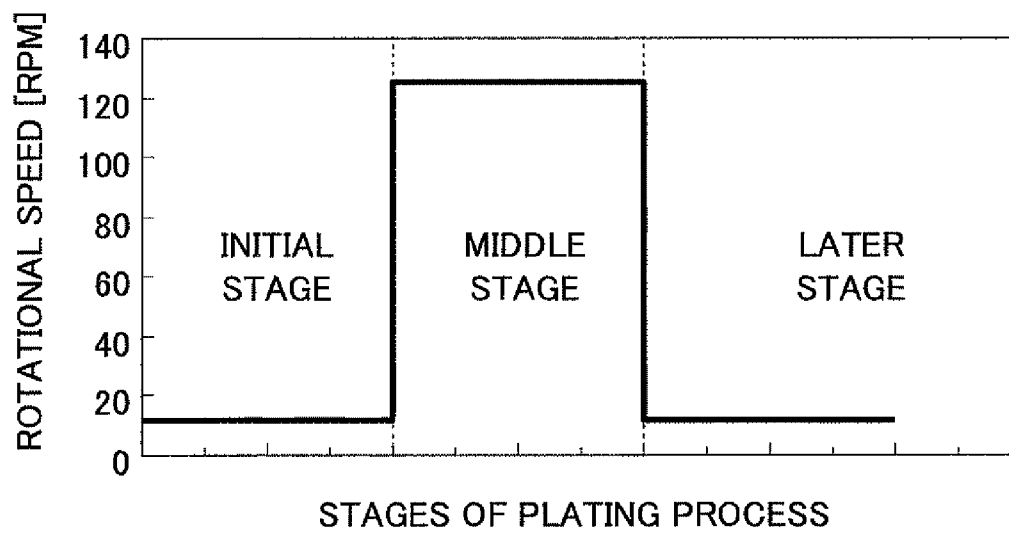 ROTATIONAL SPEED [RPM]
140
120
100
80
60
40
20
0
INITIAL
STAGE
MIDDLE
STAGE
LATER
STAGE
STAGES OF PLATING PROCESS